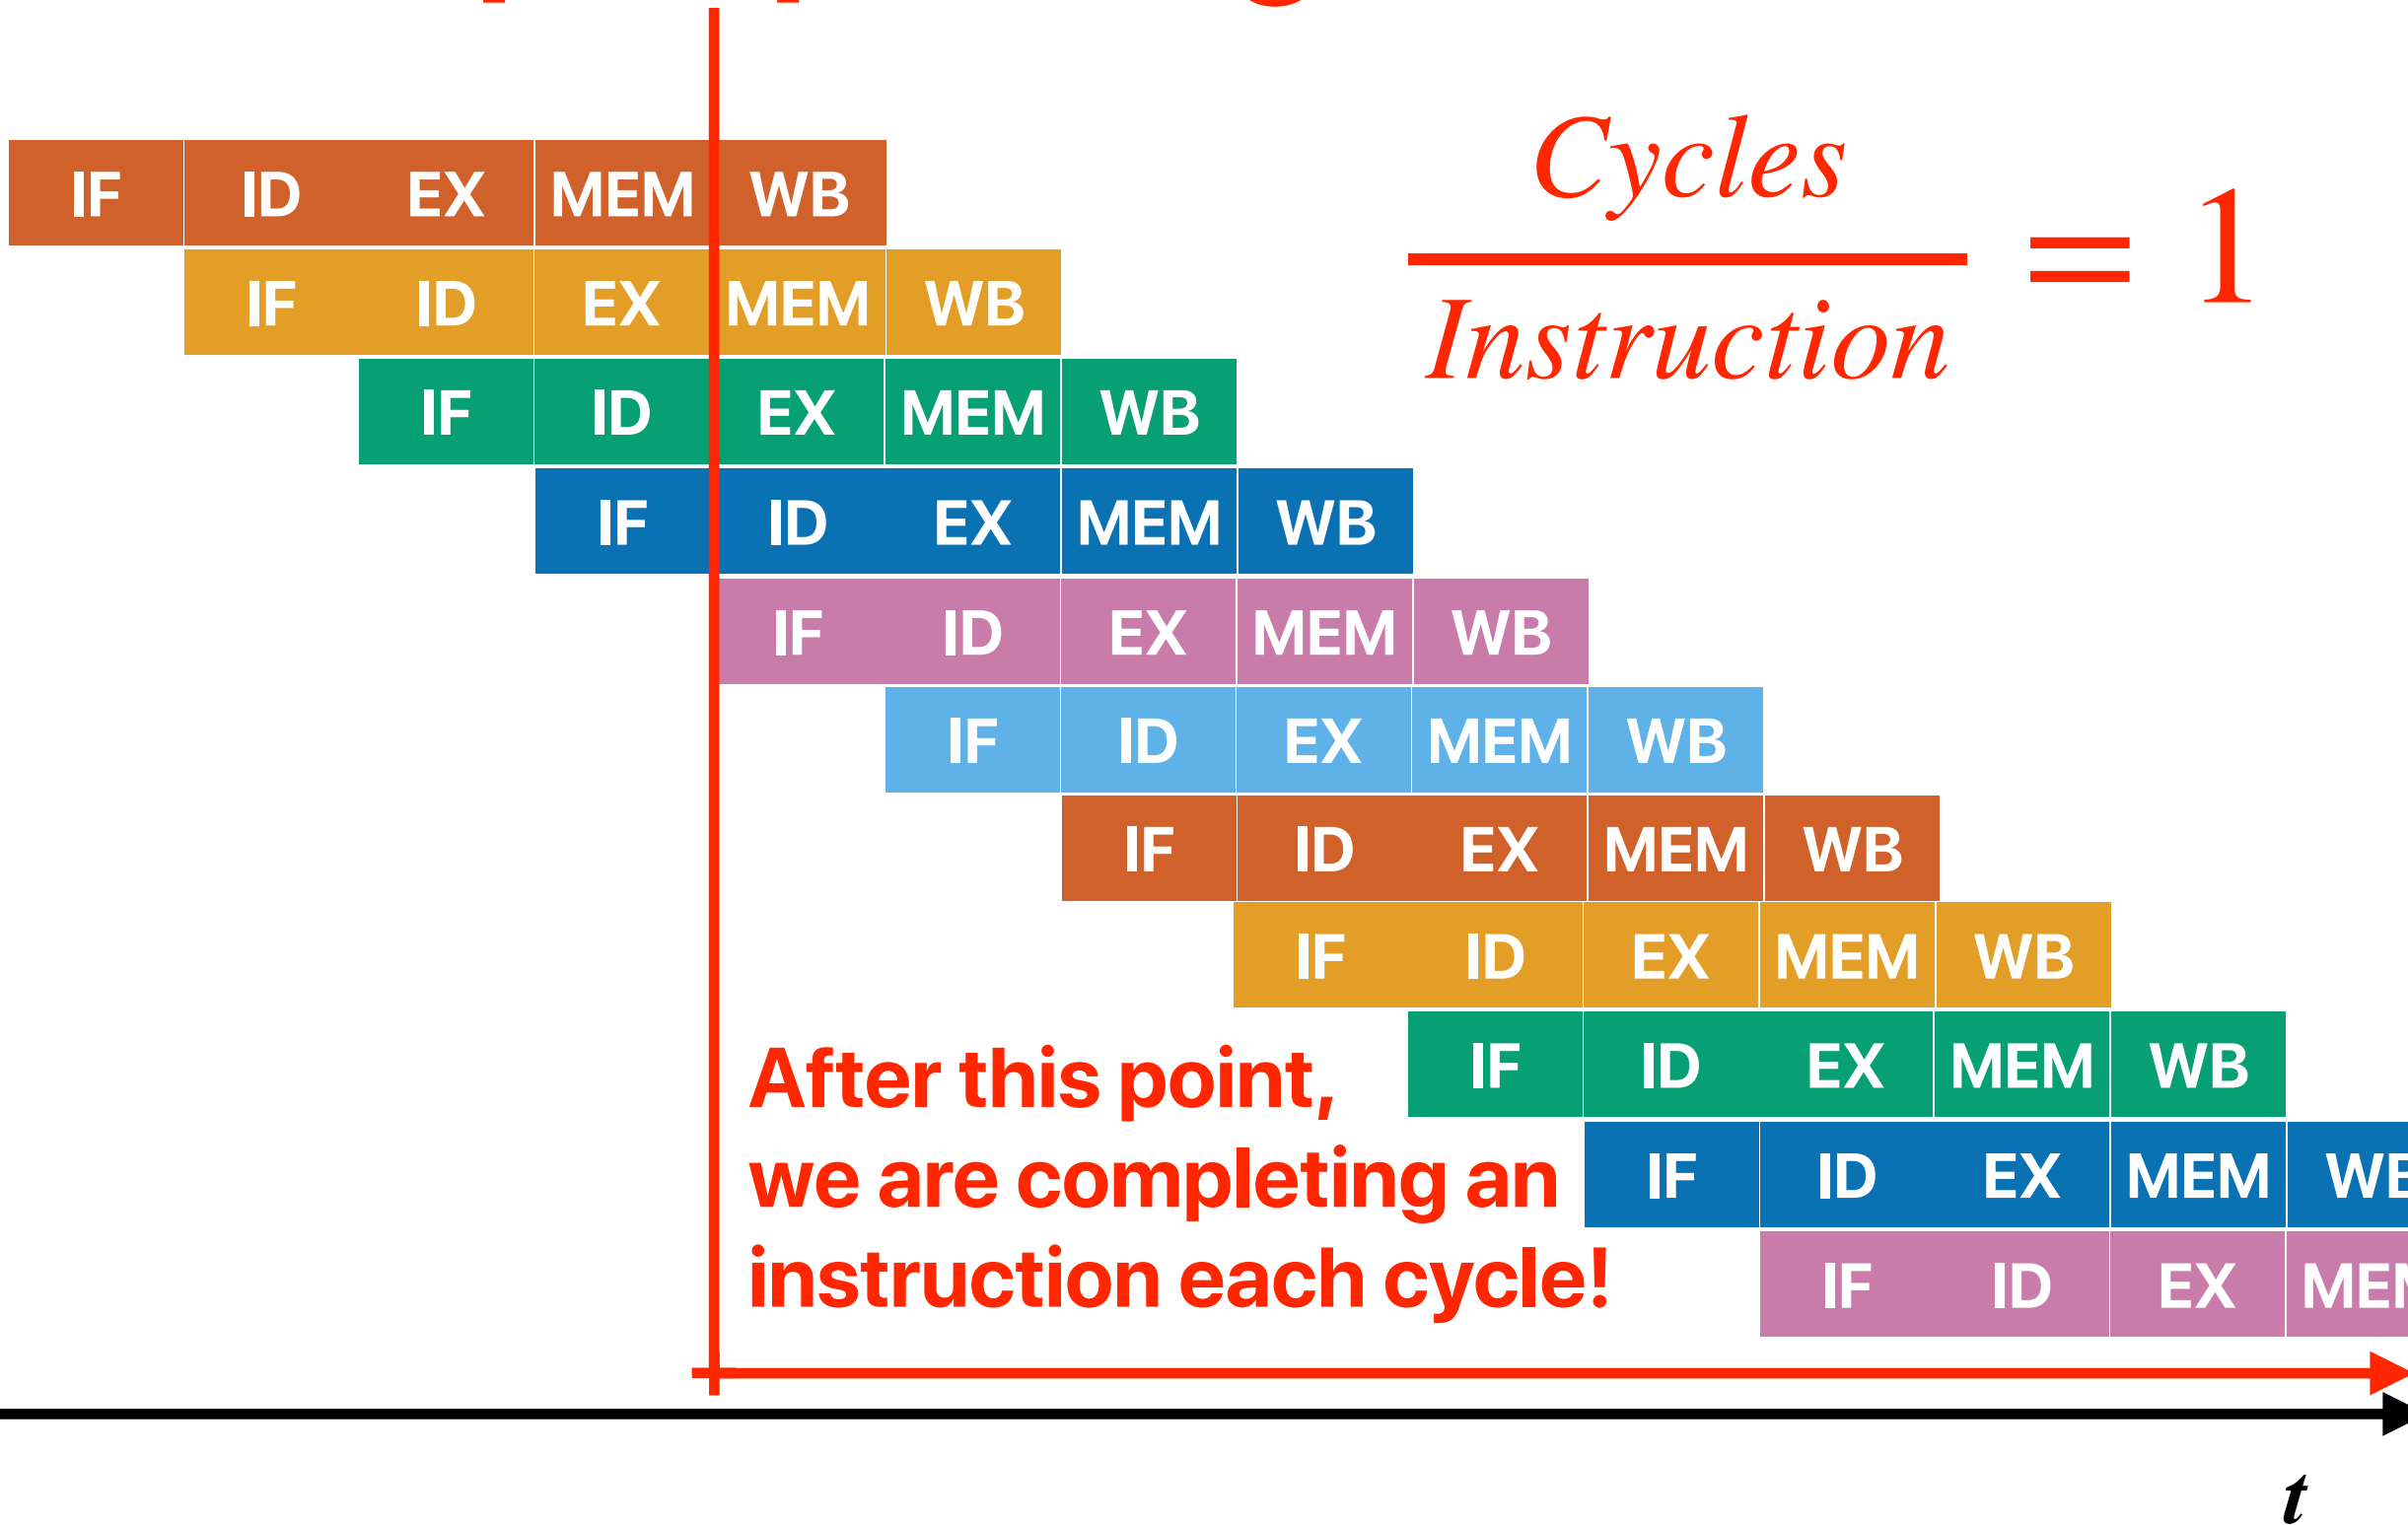 Cycles
Instruction
= 1
IF ID EX MEM WB
IF ID EX MEM WB
IF ID EX MEM WB
IF ID EX MEM WB
IF ID EX MEM WB
IF ID EX MEM WB
IF ID EX MEM WB
IF ID EX MEM WB
IF ID EX MEM WB
IF ID EX MEM
IF ID EX
After this point,
we are completing an
instruction each cycle!
t